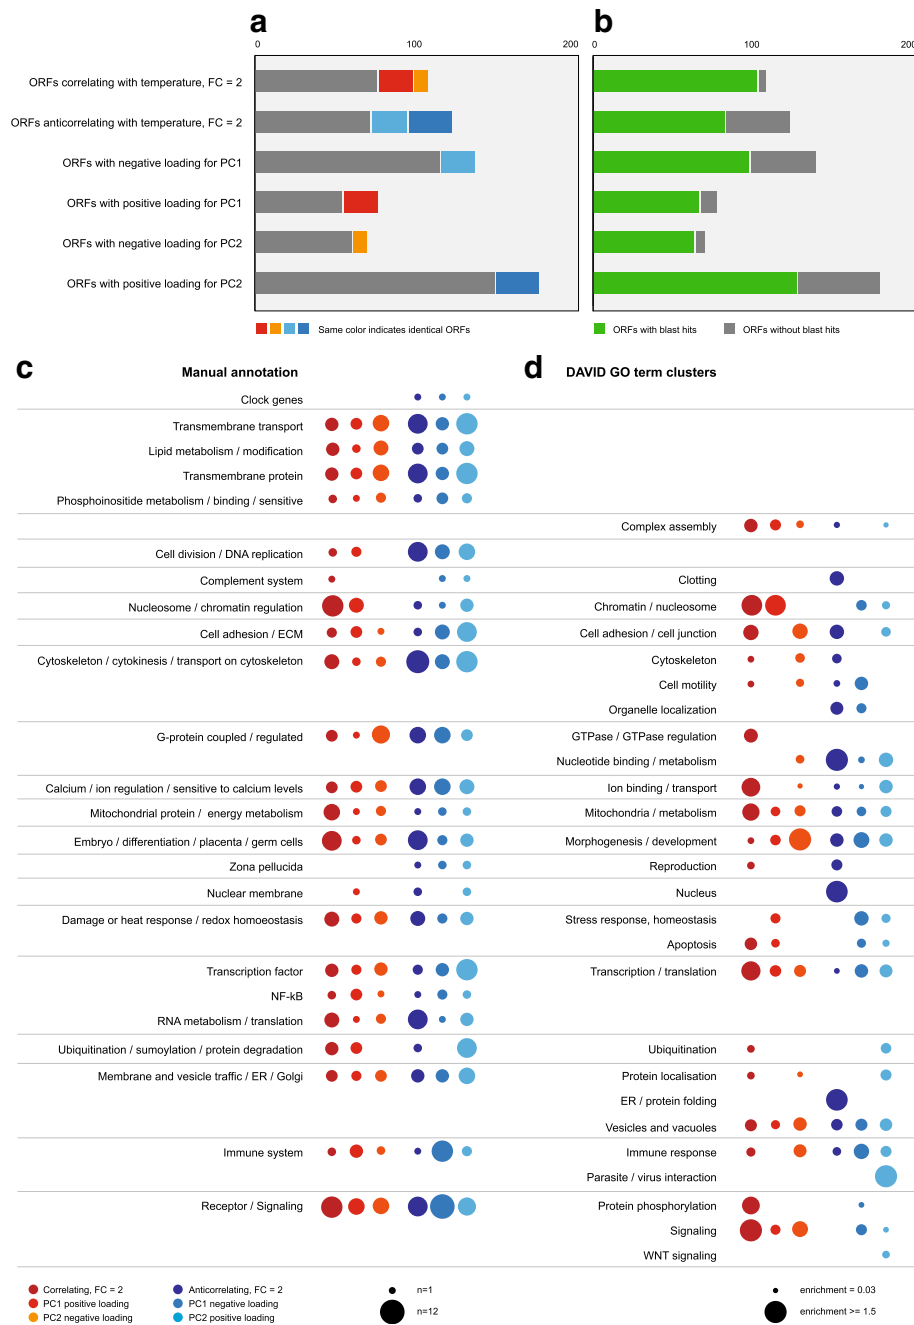 a b
0 100 200 0 100 200
ORFs correlating with temperature, FC = 2
ORFs anticorrelating with temperature, FC = 2
ORFs with negative loading for PC1
ORFs with positive loading for PC1
ORFs with negative loading for PC2
ORFs with positive loading for PC2
Same color indicates identical ORFs ORFs with blast hits ORFs without blast hits
c Manual annotation d DAVID GO term clusters
Clock genes
Transmembrane transport
Lipid metabolism / modification
Transmembrane protein
Phosphoinositide metabolism / binding / sensitive
Complex assembly
Cell division / DNA replication
Complement system Clotting
Nucleosome / chromatin regulation Chromatin / nucleosome
Cell adhesion / ECM Cell adhesion / cell junction
Cytoskeleton / cytokinesis / transport on cytoskeleton Cytoskeleton
Cell motility
Organelle localization
G-protein coupled / regulated GTPase / GTPase regulation
Nucleotide binding / metabolism
Calcium / ion regulation / sensitive to calcium levels Ion binding / transport
Mitochondrial protein / energy metabolism Mitochondria / metabolism
Embryo / differentiation / placenta / germ cells Morphogenesis / development
Zona pellucida Reproduction
Nuclear membrane Nucleus
Damage or heat response / redox homoeostasis Stress response, homeostasis
Apoptosis
Transcription factor Transcription / translation
NF-kB
RNA metabolism / translation
Ubiquitination / sumoylation / protein degradation Ubiquitination
Membrane and vesicle traffic / ER / Golgi Protein localisation
ER / protein folding
Vesicles and vacuoles
Immune system Immune response
Parasite / virus interaction
Receptor / Signaling Protein phosphorylation
Signaling
WNT signaling
Correlating, FC = 2 Anticorrelating, FC = 2 n=1 enrichment = 0.03
PC1 positive loading PC1 negative loading
PC2 negative loading PC2 positive loading n=12 enrichment >= 1.5